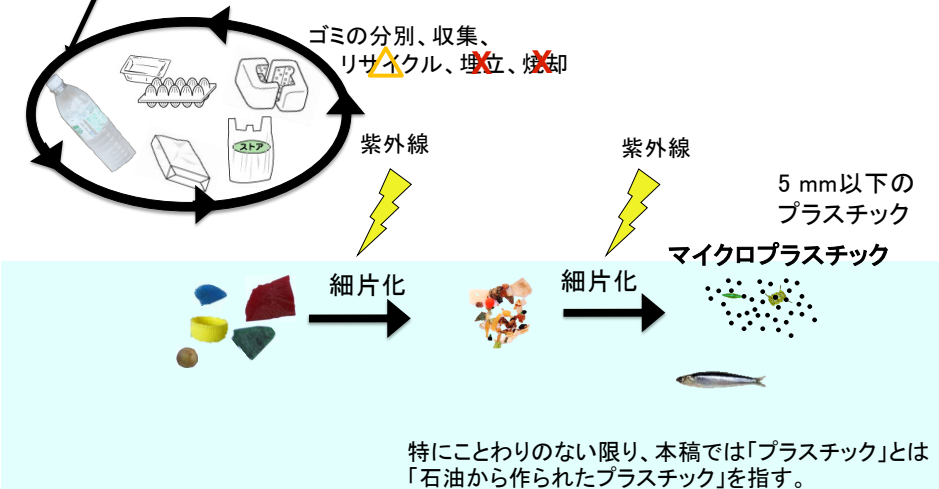 ゴミの分別、収集、
リサイクル、埋立、焼却
ストア
紫外線
紫外線
5 mm以下の
プラスチック
マイクロプラスチック
細片化
細片化
特にことわりのない限り、本稿では「プラスチック」とは
「石油から作られたプラスチック」を指す。